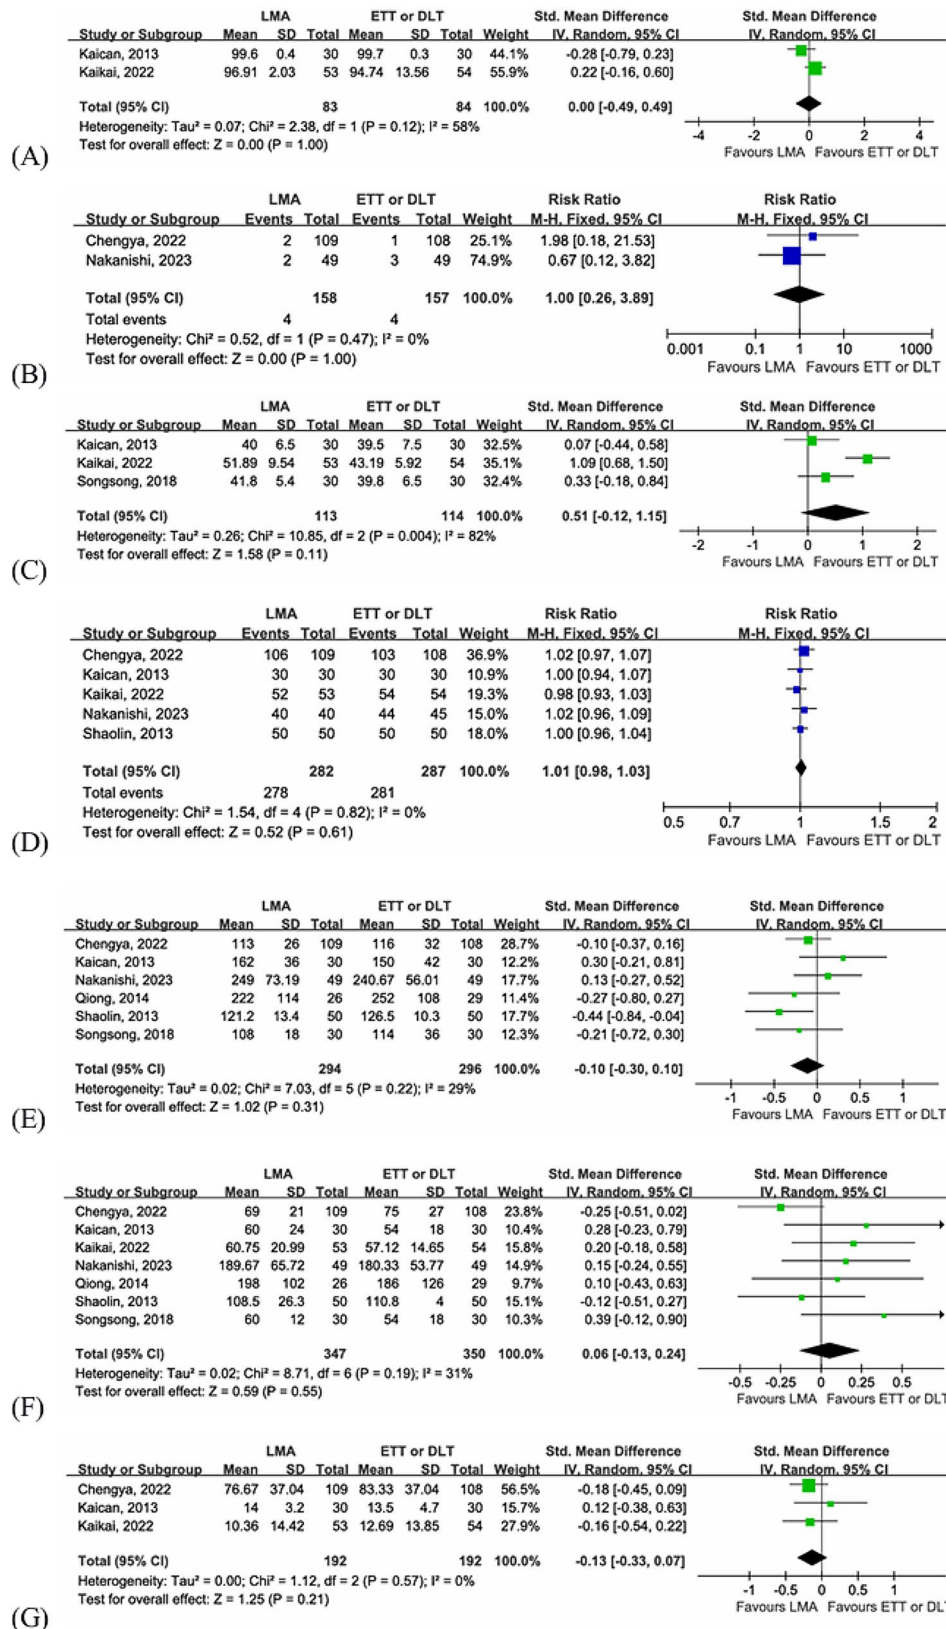 LMA ETT or DLT Std. Mean Difference Std. Mean Difference
Study or Subgroup Mean SD Total Mean SD Total Weight IV, Random, 95% CI IV, Random, 95% CI
Kaican, 2013 99.6 0.4 30 99.7 0.3 30 44.1% -0.28 [-0.79, 0.23]
Kaikai, 2022 96.91 2.03 53 94.74 13.56 54 55.9% 0.22 [-0.16, 0.60]
Total (95% CI) 83 84 100.0% 0.00 [-0.49, 0.49]
Heterogeneity: Tau² = 0.07; Chi² = 2.38, df = 1 (P = 0.12); I² = 58%
Test for overall effect: Z = 0.00 (P = 1.00)
-4 -2 0 2 4
Favours LMA Favours ETT or DLT
(A)
LMA ETT or DLT Risk Ratio Risk Ratio
Study or Subgroup Events Total Events Total Weight M-H, Fixed, 95% CI M-H, Fixed, 95% CI
Chengya, 2022 2 109 1 108 25.1% 1.98 [0.18, 21.53]
Nakanishi, 2023 2 49 3 49 74.9% 0.67 [0.12, 3.82]
Total (95% CI) 158 157 100.0% 1.00 [0.26, 3.89]
Total events 4 4
Heterogeneity: Chi² = 0.52, df = 1 (P = 0.47); I² = 0%
Test for overall effect: Z = 0.00 (P = 1.00)
0.001 0.1 1 10 1000
Favours LMA Favours ETT or DLT
(B)
LMA ETT or DLT Std. Mean Difference Std. Mean Difference
Study or Subgroup Mean SD Total Mean SD Total Weight IV, Random, 95% CI IV, Random, 95% CI
Kaican, 2013 40 6.5 30 39.5 7.5 30 32.5% 0.07 [-0.44, 0.58]
Kaikai, 2022 51.89 9.54 53 43.19 5.92 54 35.1% 1.09 [0.68, 1.50]
Songsong, 2018 41.8 5.4 30 39.8 6.5 30 32.4% 0.33 [-0.18, 0.84]
Total (95% CI) 113 114 100.0% 0.51 [-0.12, 1.15]
Heterogeneity: Tau² = 0.26; Chi² = 10.85, df = 2 (P = 0.004); I² = 82%
Test for overall effect: Z = 1.58 (P = 0.11)
-2 -1 0 1 2
Favours LMA Favours ETT or DLT
(C)
LMA ETT or DLT Risk Ratio Risk Ratio
Study or Subgroup Events Total Events Total Weight M-H, Fixed, 95% CI M-H, Fixed, 95% CI
Chengya, 2022 106 109 103 108 36.9% 1.02 [0.97, 1.07]
Kaican, 2013 30 30 30 30 10.9% 1.00 [0.94, 1.07]
Kaikai, 2022 52 53 54 54 19.3% 0.98 [0.93, 1.03]
Nakanishi, 2023 40 40 44 45 15.0% 1.02 [0.96, 1.09]
Shaolin, 2013 50 50 50 50 18.0% 1.00 [0.96, 1.04]
Total (95% CI) 282 287 100.0% 1.01 [0.98, 1.03]
Total events 278 281
Heterogeneity: Chi² = 1.54, df = 4 (P = 0.82); I² = 0%
Test for overall effect: Z = 0.52 (P = 0.61)
0.5 0.7 1 1.5 2
Favours LMA Favours ETT or DLT
(D)
LMA ETT or DLT Std. Mean Difference Std. Mean Difference
Study or Subgroup Mean SD Total Mean SD Total Weight IV, Random, 95% CI IV, Random, 95% CI
Chengya, 2022 113 26 109 116 32 108 28.7% -0.10 [-0.37, 0.16]
Kaican, 2013 162 36 30 150 42 30 12.2% 0.30 [-0.21, 0.81]
Nakanishi, 2023 249 73.19 49 240.67 56.01 49 17.7% 0.13 [-0.27, 0.52]
Qiong, 2014 222 114 26 252 108 29 11.4% -0.27 [-0.80, 0.27]
Shaolin, 2013 121.2 13.4 50 126.5 10.3 50 17.7% -0.44 [-0.84, -0.04]
Songsong, 2018 108 18 30 114 36 30 12.3% -0.21 [-0.72, 0.30]
Total (95% CI) 294 296 100.0% -0.10 [-0.30, 0.10]
Heterogeneity: Tau² = 0.02; Chi² = 7.03, df = 5 (P = 0.22); I² = 29%
Test for overall effect: Z = 1.02 (P = 0.31)
-1 -0.5 0 0.5 1
Favours LMA Favours ETT or DLT
(E)
LMA ETT or DLT Std. Mean Difference Std. Mean Difference
Study or Subgroup Mean SD Total Mean SD Total Weight IV, Random, 95% CI IV, Random, 95% CI
Chengya, 2022 69 21 109 75 27 108 23.8% -0.25 [-0.51, 0.02]
Kaican, 2013 60 24 30 54 18 30 10.4% 0.28 [-0.23, 0.79]
Kaikai, 2022 60.75 20.99 53 57.12 14.65 54 15.8% 0.20 [-0.18, 0.58]
Nakanishi, 2023 189.67 65.72 49 180.33 53.77 49 14.9% 0.15 [-0.24, 0.55]
Qiong, 2014 198 102 26 186 126 29 9.7% 0.10 [-0.43, 0.63]
Shaolin, 2013 108.5 26.3 50 110.8 4 50 15.1% -0.12 [-0.51, 0.27]
Songsong, 2018 60 12 30 54 18 30 10.3% 0.39 [-0.12, 0.90]
Total (95% CI) 347 350 100.0% 0.06 [-0.13, 0.24]
Heterogeneity: Tau² = 0.02; Chi² = 8.71, df = 6 (P = 0.19); I² = 31%
Test for overall effect: Z = 0.59 (P = 0.55)
-0.5 -0.25 0 0.25 0.5
Favours LMA Favours ETT or DLT
(F)
LMA ETT or DLT Std. Mean Difference Std. Mean Difference
Study or Subgroup Mean SD Total Mean SD Total Weight IV, Random, 95% CI IV, Random, 95% CI
Chengya, 2022 76.67 37.04 109 83.33 37.04 108 56.5% -0.18 [-0.45, 0.09]
Kaican, 2013 14 3.2 30 13.5 4.7 30 15.7% 0.12 [-0.38, 0.63]
Kaikai, 2022 10.36 14.42 53 12.69 13.85 54 27.9% -0.16 [-0.54, 0.22]
Total (95% CI) 192 192 100.0% -0.13 [-0.33, 0.07]
Heterogeneity: Tau² = 0.00; Chi² = 1.12, df = 2 (P = 0.57); I² = 0%
Test for overall effect: Z = 1.25 (P = 0.21)
-1 -0.5 0 0.5 1
Favours LMA Favours ETT or DLT
(G)